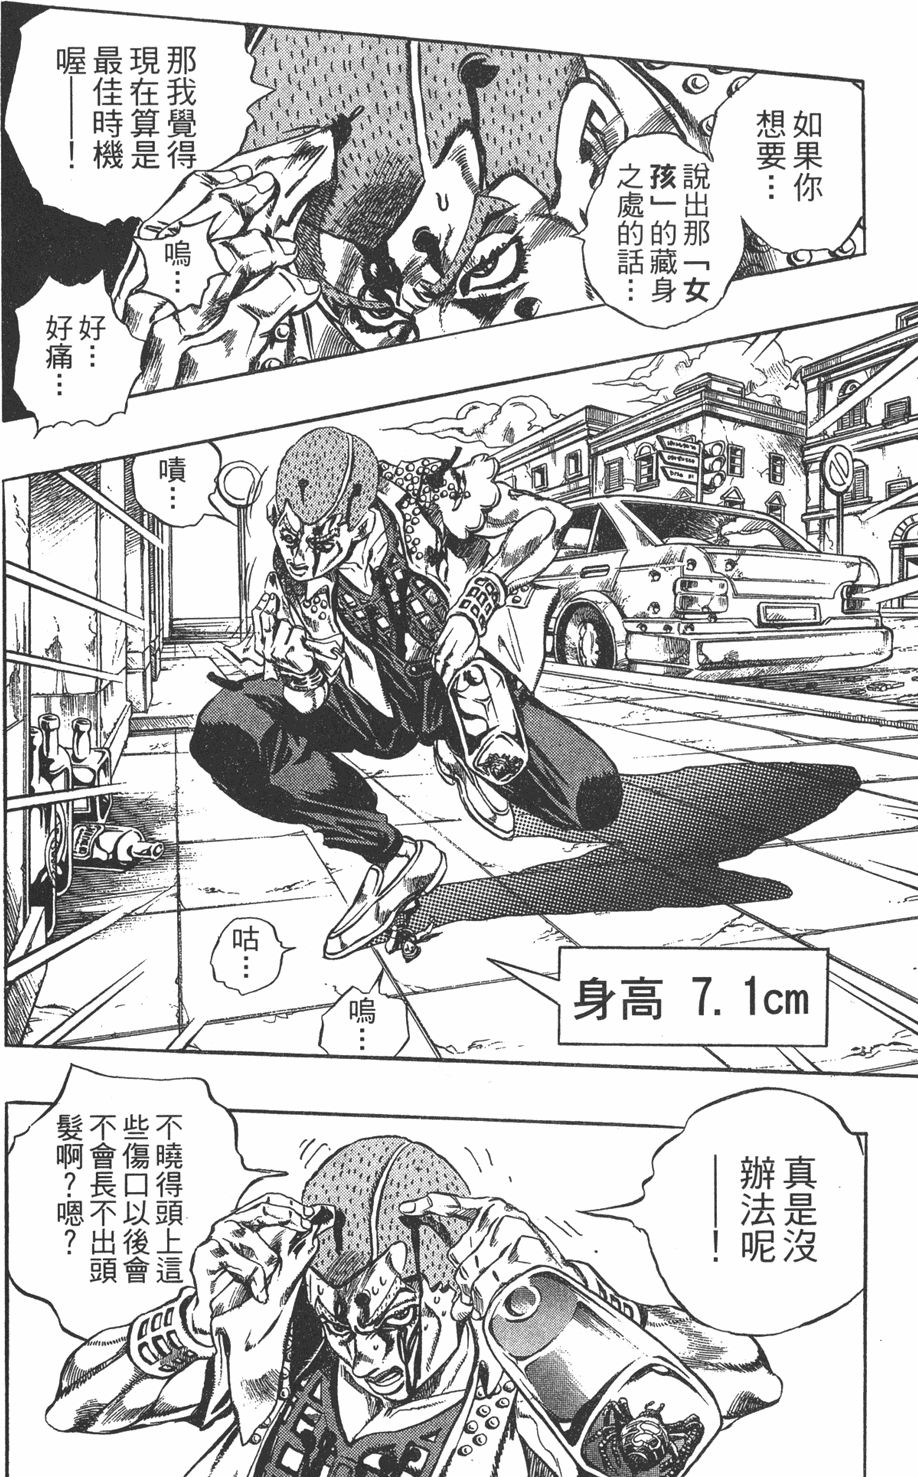 如果你
想要⋯
說出那「女
孩」的藏身
之處的話⋯
那我覺得
現在算是
最佳時機
喔——！
嗚⋯
好⋯
好痛⋯
嘖⋯
咕⋯
嗚⋯
身高 7.1cm
真是沒
辦法呢
——！
不曉得頭上這
些傷口以後會
不會長不出頭
髮啊？嗯？